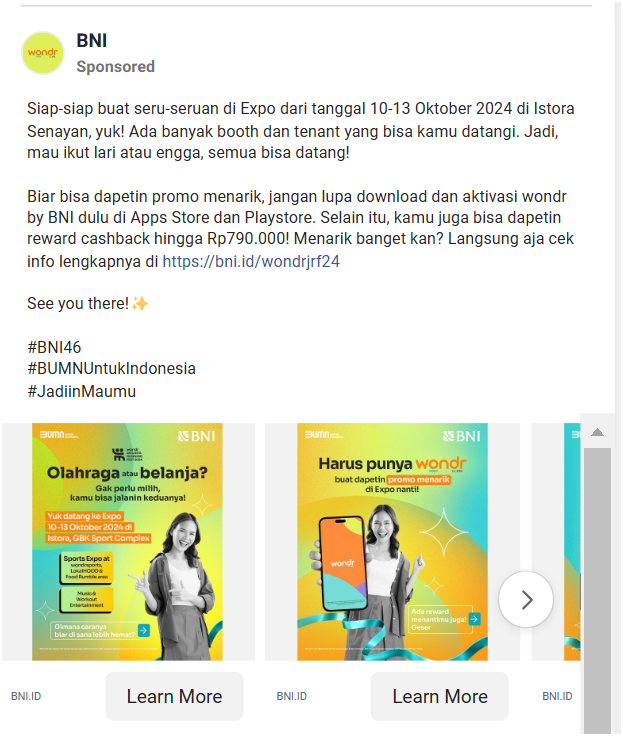 wondr
BNI
Sponsored
Siap-siap buat seru-seruan di Expo dari tanggal 10-13 Oktober 2024 di Istora
Senayan, yuk! Ada banyak booth dan tenant yang bisa kamu datangi. Jadi,
mau ikut lari atau engga, semua bisa datang!
Biar bisa dapetin promo menarik, jangan lupa download dan aktivasi wondr
by BNI dulu di Apps Store dan Playstore. Selain itu, kamu juga bisa dapetin
reward cashback hingga Rp790.000! Menarik banget kan? Langsung aja cek
info lengkapnya di https://bni.id/wondrjrf24
See you there!✨
#BNI46
#BUMNUntukIndonesia
#JadiinMaumu
BUMN
BNI
Olahraga atau belanja?
Gak perlu milih,
kamu bisa jalanin keduanya!
Yuk datang ke Expo
10-13 Oktober 2024 di
Istora, GBK Sport Complex
Sports Expo at
wondrsports,
LokalHOOD &
Food Bumble area
Music &
Workout
Entertainment
Gimana caranya
biar di sana lebih hemat?
BNI.ID
Learn More
BUMN
BNI
Harus punya wondr
buat dapetin promo menarik
di Expo nanti!
wondr
Ada reward
menantimu juga!
Geser
BNI.ID
Learn More
BNI.ID